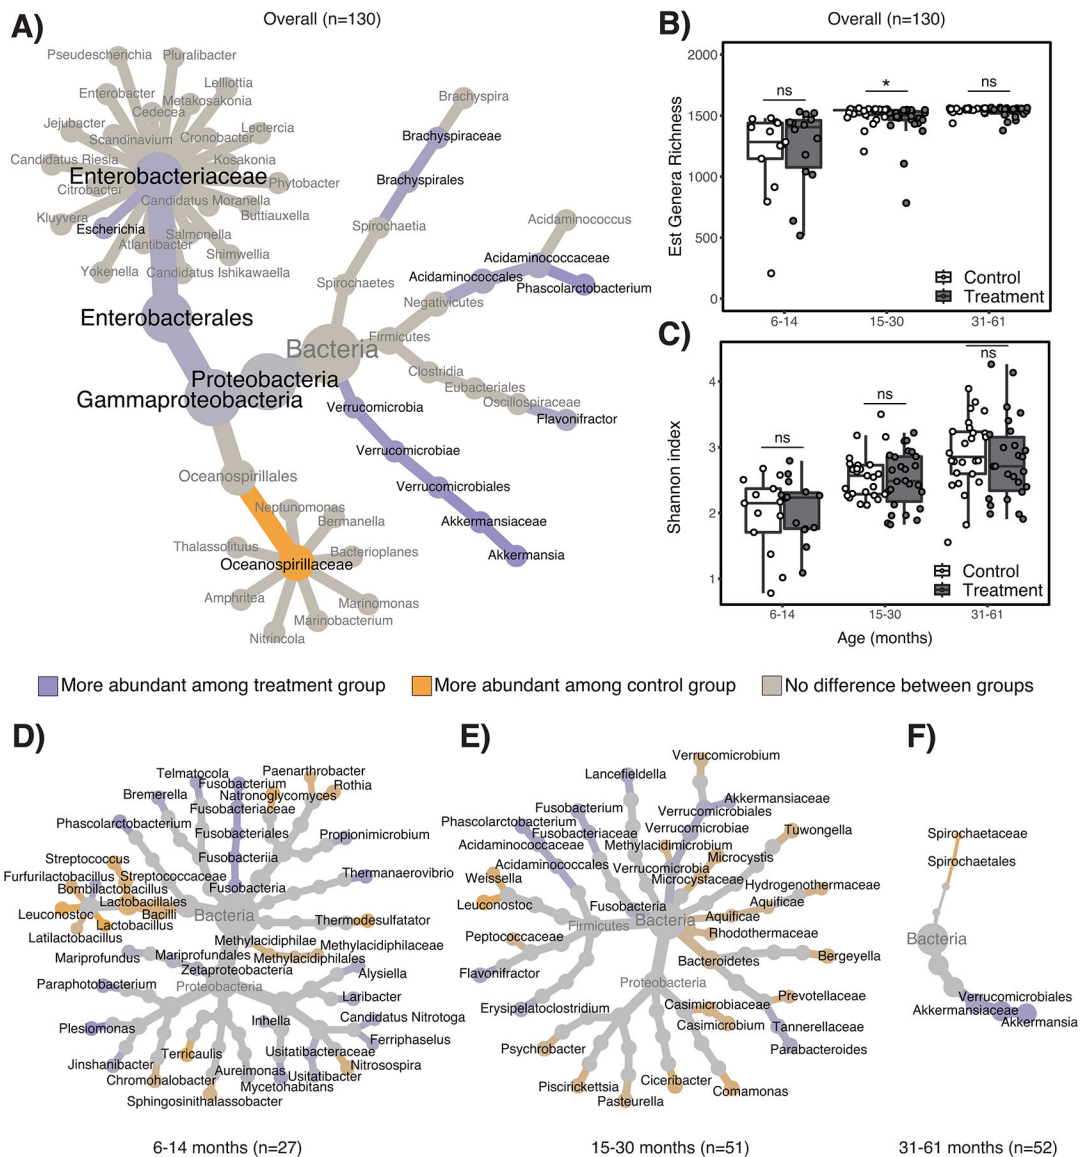 A)
Overall (n=130)
Pseudescherichia
Pluralibacter
Lelliottia
Enterobacter
Metakosakonia
Cedecea
Jejubacter
Leclercia
Scandinavium
Cronobacter
Candidatus Riesia
Kosakonia
Enterobacteriaceae
Phytobacter
Citrobacter
Candidatus Moranella
Kluyvera
Buttiauxella
Escherichia
Salmonella
Atlantibacter
Shimwellia
Yokenella
Candidatus Ishikawaella
Brachyspira
Brachyspiraceae
Brachyspirales
Spirochaetia
Spirochaetes
Acidaminococcus
Acidaminococcaceae
Acidaminococcales
Phascolarctobacterium
Negativicutes
Enterobacterales
Firmicutes
Bacteria
Clostridia
Proteobacteria
Eubacteriales
Gammaproteobacteria
Oscillospiraceae
Verrucomicrobia
Flavonifractor
Verrucomicrobiae
Oceanospirillales
Verrucomicrobiales
Neptunomonas
Bermanella
Akkermansiaceae
Thalassolituus
Bacterioplanes
Akkermansia
Oceanospirillaceae
Amphritea
Marinomonas
Marinobacterium
Nitrincola
B)
Overall (n=130)
Est Genera Richness
2000
1500
1000
500
0
ns
*
ns
Control
Treatment
6-14
15-30
31-61
C)
Shannon index
4
3
2
1
ns
ns
ns
Control
Treatment
6-14
15-30
31-61
Age (months)
More abundant among treatment group
More abundant among control group
No difference between groups
D)
Telmatocola
Paenarthrobacter
Fusobacterium
Rothia
Bremerella
Natronoglycomyces
Fusobacteriaceae
Phascolarctobacterium
Fusobacteriales
Propionimicrobium
Streptococcus
Fusobacteriia
Furfurilactobacillus
Streptococcaceae
Thermanaerovibrio
Bombilactobacillus
Fusobacteria
Lactobacillales
Leuconostoc
Bacilli
Bacteria
Thermodesulfatator
Lactobacillus
Latilactobacillus
Methylacidiphilae
Methylacidiphilaceae
Mariprofundus
Mariprofundales
Methylacidiphilales
Zetaproteobacteria
Alysiella
Paraphotobacterium
Proteobacteria
Laribacter
Plesiomonas
Inhella
Candidatus Nitrotoga
Ferriphaselus
Terricaulis
Usitatibacteraceae
Jinshanibacter
Nitrosospira
Aureimonas
Usitatibacter
Chromohalobacter
Mycetohabitans
Sphingosinithalassobacter
6-14 months (n=27)
E)
Verrucomicrobium
Lancefieldella
Akkermansiaceae
Fusobacterium
Verrucomicrobiales
Phascolarctobacterium
Verrucomicrobiae
Tuwongella
Fusobacteriaceae
Acidaminococcaceae
Methylacidimicrobium
Microcystis
Acidaminococcales
Verrucomicrobia
Weissella
Microcystaceae
Hydrogenothermaceae
Leuconostoc
Fusobacteria
Aquificae
Firmicutes
Bacteria
Aquificae
Peptococcaceae
Rhodothermaceae
Flavonifractor
Bacteroidetes
Bergeyella
Proteobacteria
Prevotellaceae
Erysipelatoclostridium
Casimicrobiaceae
Casimicrobium
Tannerellaceae
Psychrobacter
Parabacteroides
Piscirickettsia
Ciceribacter
Comamonas
Pasteurella
15-30 months (n=51)
F)
Spirochaetaceae
Spirochaetales
Bacteria
Verrucomicrobiales
Akkermansiaceae
Akkermansia
31-61 months (n=52)